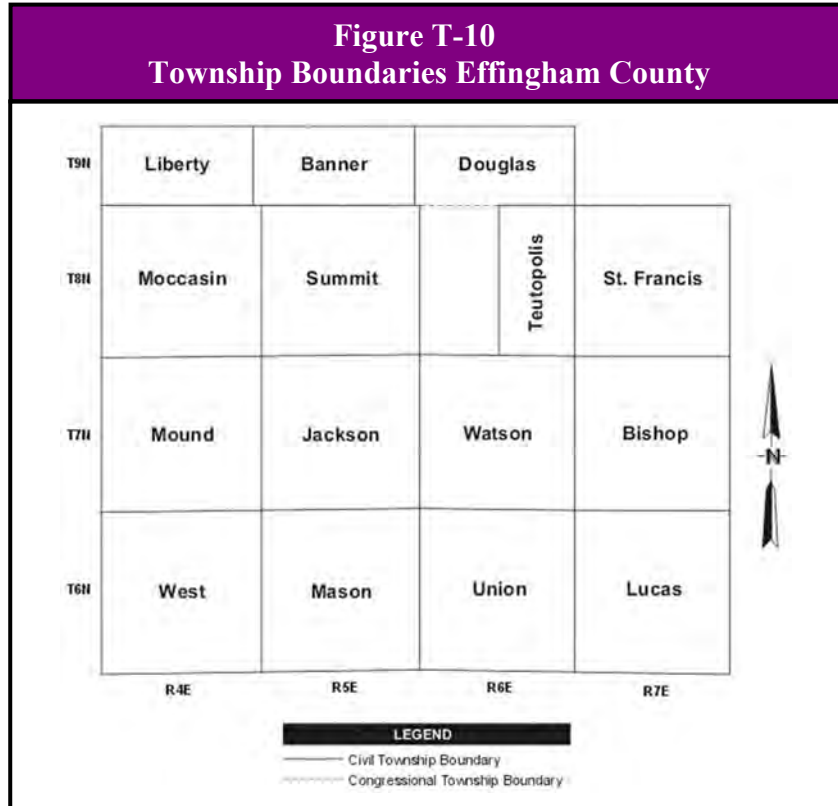 Figure T-10
Township Boundaries Effingham County
T9N
Liberty
Banner
Douglas
T8N
Moccasin
Summit
Teutopolis
St. Francis
T7N
Mound
Jackson
Watson
Bishop
N
T6N
West
Mason
Union
Lucas
R4E
R5E
R6E
R7E
LEGEND
Civil Township Boundary
Congressional Township Boundary